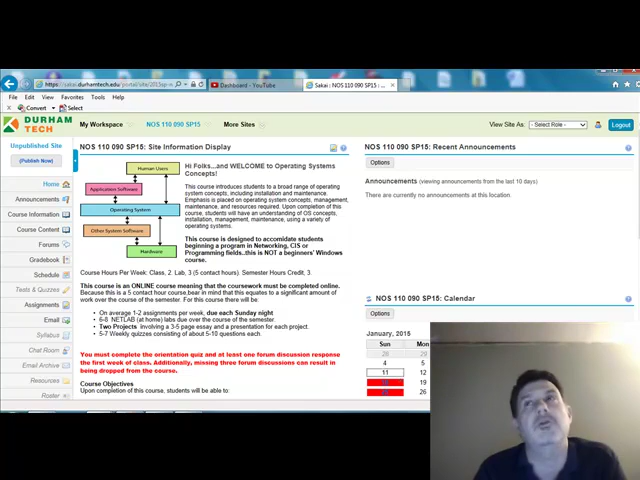 https://sakai.durhamtech.edu/portal/site/2015sp-n
Dashboard - YouTube
Sakai : NOS 110 090 SP15 : ...
File Edit View Favorites Tools Help
Convert Select
DURHAM TECH
My Workspace NOS 110 090 SP15 More Sites
View Site As: -- Select Role --
Logout
Unpublished Site
(Publish Now)
Home
Announcements
Course Information
Course Content
Forums
Gradebook
Schedule
Tests & Quizzes
Assignments
Email
Syllabus
Chat Room
Email Archive
Resources
Roster
NOS 110 090 SP15: Site Information Display
Human Users
Application Software
Operating System
Other System Software
Hardware
Hi Folks...and WELCOME to Operating Systems
Concepts!
This course introduces students to a broad range of operating
system concepts, including installation and maintenance.
Emphasis is placed on operating system concepts, management,
maintenance, and resources required. Upon completion of this
course, students will have an understanding of OS concepts,
installation, management, maintenance, using a variety of
operating systems.
This course is designed to accomidate students
beginning a program in Networking, CIS or
Programming fields..this is NOT a beginners' Windows
course.
Course Hours Per Week: Class, 2. Lab, 3 (5 contact hours). Semester Hours Credit, 3.
This course is an ONLINE course meaning that the coursework must be completed online.
Because this is a 5 contact hour course,bear in mind that this equates to a significant amount of
work over the course of the semester. For this course there will be:
• On average 1-2 assignments per week, due each Sunday night
• 6-8 NETLAB (at home) labs due over the course of the semester.
• Two Projects involving a 3-5 page essay and a presentation for each project.
• 5-7 Weekly quizzes consisting of about 5-10 questions each.
You must complete the orientation quiz and at least one forum discussion response
the first week of class. Additionally, missing three forum discussions can result in
being dropped from the course.
Course Objectives
Upon completion of this course, students will be able to:
NOS 110 090 SP15: Recent Announcements
Options
Announcements (viewing announcements from the last 10 days)
There are currently no announcements at this location.
NOS 110 090 SP15: Calendar
Options
January, 2015
Sun Mon
28 29
4 5
11 12
19
26